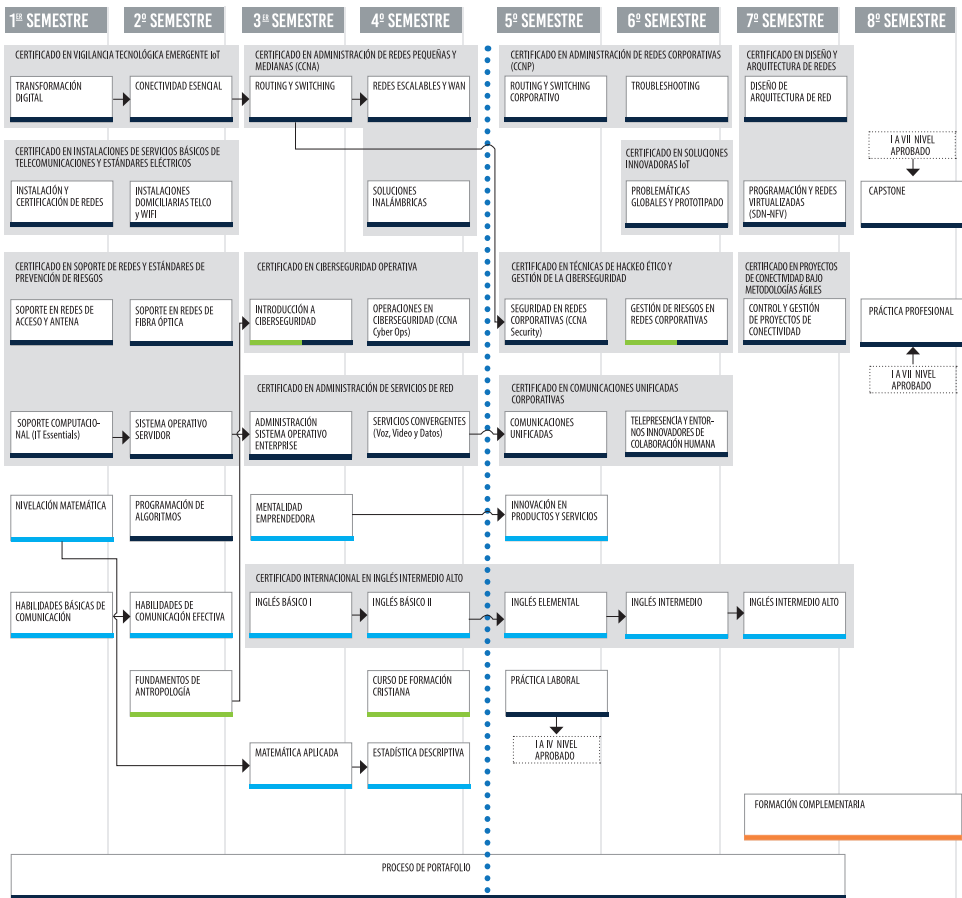 1ER SEMESTRE
2º SEMESTRE
3ER SEMESTRE
4º SEMESTRE
5º SEMESTRE
6º SEMESTRE
7º SEMESTRE
8º SEMESTRE
CERTIFICADO EN VIGILANCIA TECNOLÓGICA EMERGENTE IoT
CERTIFICADO EN ADMINISTRACIÓN DE REDES PEQUEÑAS Y
MEDIANAS (CCNA)
CERTIFICADO EN ADMINISTRACIÓN DE REDES CORPORATIVAS
(CCNP)
CERTIFICADO EN DISEÑO Y
ARQUITECTURA DE REDES
TRANSFORMACIÓN
DIGITAL
CONECTIVIDAD ESENCIAL
ROUTING Y SWITCHING
REDES ESCALABLES Y WAN
ROUTING Y SWITCHING
CORPORATIVO
TROUBLESHOOTING
DISEÑO DE
ARQUITECTURA DE RED
I A VII NIVEL
APROBADO
CERTIFICADO EN INSTALACIONES DE SERVICIOS BÁSICOS DE
TELECOMUNICACIONES Y ESTÁNDARES ELÉCTRICOS
CERTIFICADO EN SOLUCIONES
INNOVADORAS IoT
INSTALACIÓN Y
CERTIFICACIÓN DE REDES
INSTALACIONES
DOMICILIARIAS TELCO
y WIFI
SOLUCIONES
INALÁMBRICAS
PROBLEMÁTICAS
GLOBALES Y PROTOTIPADO
PROGRAMACIÓN Y REDES
VIRTUALIZADAS
(SDN-NFV)
CAPSTONE
CERTIFICADO EN SOPORTE DE REDES Y ESTÁNDARES DE
PREVENCIÓN DE RIESGOS
CERTIFICADO EN CIBERSEGURIDAD OPERATIVA
CERTIFICADO EN TÉCNICAS DE HACKEO ÉTICO Y
GESTIÓN DE LA CIBERSEGURIDAD
CERTIFICADO EN PROYECTOS
DE CONECTIVIDAD BAJO
METODOLOGÍAS ÁGILES
SOPORTE EN REDES DE
ACCESO Y ANTENA
SOPORTE EN REDES DE
FIBRA ÓPTICA
INTRODUCCIÓN A
CIBERSEGURIDAD
OPERACIONES EN
CIBERSEGURIDAD (CCNA
Cyber Ops)
SEGURIDAD EN REDES
CORPORATIVAS (CCNA
Security)
GESTIÓN DE RIESGOS EN
REDES CORPORATIVAS
CONTROL Y GESTIÓN
DE PROYECTOS DE
CONECTIVIDAD
PRÁCTICA PROFESIONAL
I A VII NIVEL
APROBADO
CERTIFICADO EN ADMINISTRACIÓN DE SERVICIOS DE RED
CERTIFICADO EN COMUNICACIONES UNIFICADAS
CORPORATIVAS
SOPORTE COMPUTACIO-
NAL (IT Essentials)
SISTEMA OPERATIVO
SERVIDOR
ADMINISTRACIÓN
SISTEMA OPERATIVO
ENTERPRISE
SERVICIOS CONVERGENTES
(Voz, Video y Datos)
COMUNICACIONES
UNIFICADAS
TELEPRESENCIA Y ENTOR-
NOS INNOVADORES DE
COLABORACIÓN HUMANA
NIVELACIÓN MATEMÁTICA
PROGRAMACIÓN DE
ALGORITMOS
MENTALIDAD
EMPRENDEDORA
INNOVACIÓN EN
PRODUCTOS Y SERVICIOS
CERTIFICADO INTERNACIONAL EN INGLÉS INTERMEDIO ALTO
HABILIDADES BÁSICAS DE
COMUNICACIÓN
HABILIDADES DE
COMUNICACIÓN EFECTIVA
INGLÉS BÁSICO I
INGLÉS BÁSICO II
INGLÉS ELEMENTAL
INGLÉS INTERMEDIO
INGLÉS INTERMEDIO ALTO
FUNDAMENTOS DE
ANTROPOLOGÍA
CURSO DE FORMACIÓN
CRISTIANA
PRÁCTICA LABORAL
I A IV NIVEL
APROBADO
MATEMÁTICA APLICADA
ESTADÍSTICA DESCRIPTIVA
FORMACIÓN COMPLEMENTARIA
PROCESO DE PORTAFOLIO